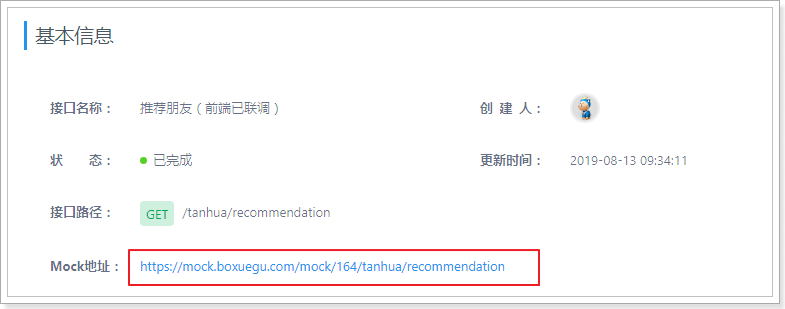 基本信息
接口名称： 推荐朋友（前端已联调） 创 建 人：
状 态： 已完成 更新时间： 2019-08-13 09:34:11
接口路径： GET /tanhua/recommendation
Mock地址： https://mock.boxuegu.com/mock/164/tanhua/recommendation